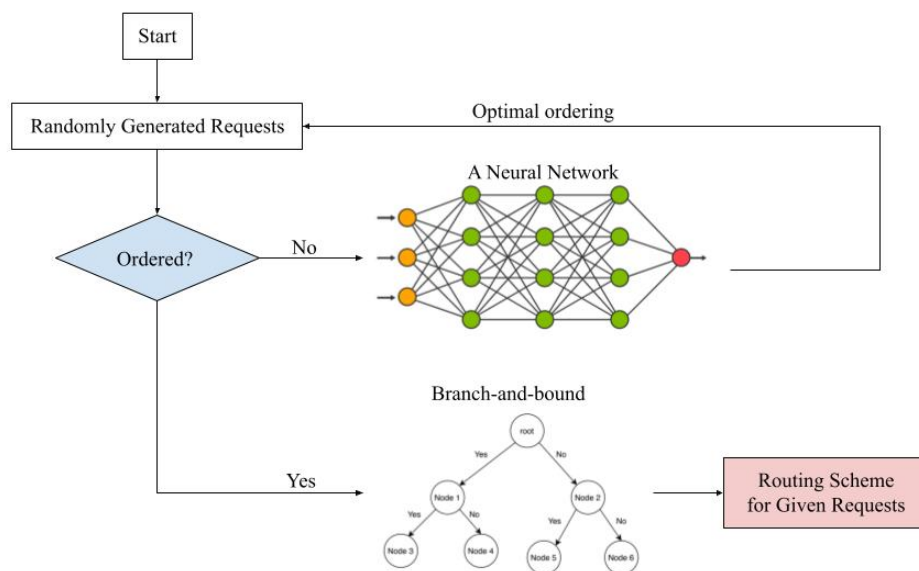 Start
Randomly Generated Requests
Optimal ordering
A Neural Network
Ordered?
No
Branch-and-bound
root
Yes
No
Yes
Node 1
Node 2
Yes
No
Yes
No
Node 3
Node 4
Node 5
Node 6
Routing Scheme
for Given Requests